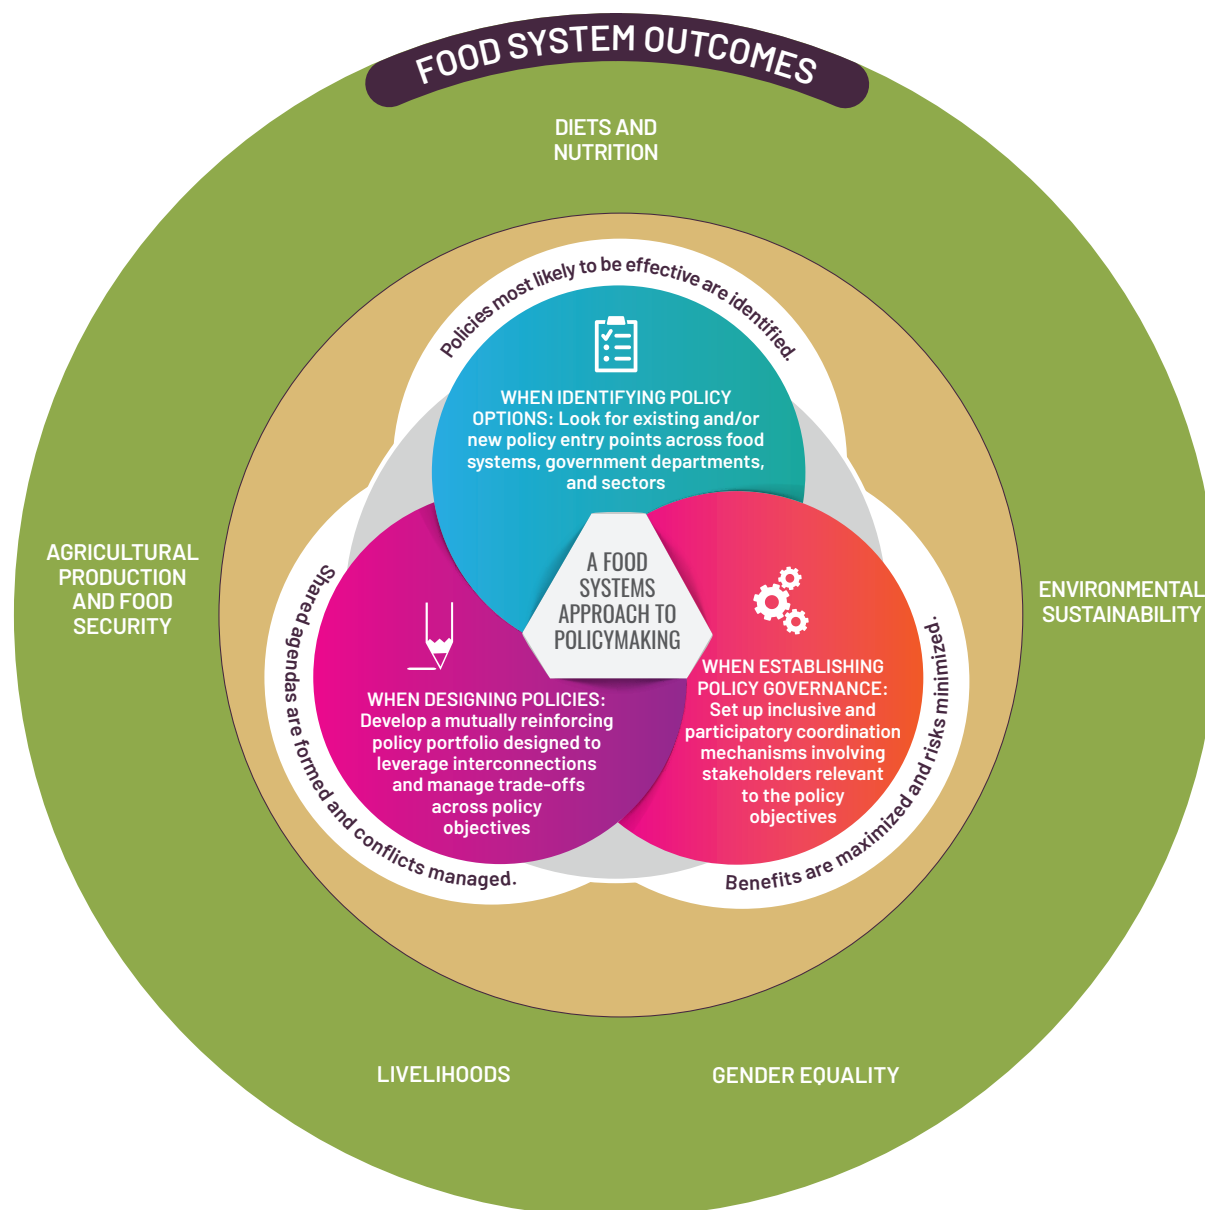 FOOD SYSTEM OUTCOMES
DIETS AND
NUTRITION
Policies most likely to be effective are identified.
WHEN IDENTIFYING POLICY
OPTIONS: Look for existing and/or
new policy entry points across food
systems, government departments,
and sectors
A FOOD
SYSTEMS
APPROACH TO
POLICYMAKING
AGRICULTURAL
PRODUCTION
AND FOOD
SECURITY
Shared agendas are formed and conflicts managed.
WHEN DESIGNING POLICIES:
Develop a mutually reinforcing
policy portfolio designed to
leverage interconnections
and manage trade-offs
across policy
objectives
WHEN ESTABLISHING
POLICY GOVERNANCE:
Set up inclusive and
participatory coordination
mechanisms involving
stakeholders relevant
to the policy
objectives
Benefits are maximized and risks minimized.
ENVIRONMENTAL
SUSTAINABILITY
LIVELIHOODS
GENDER EQUALITY